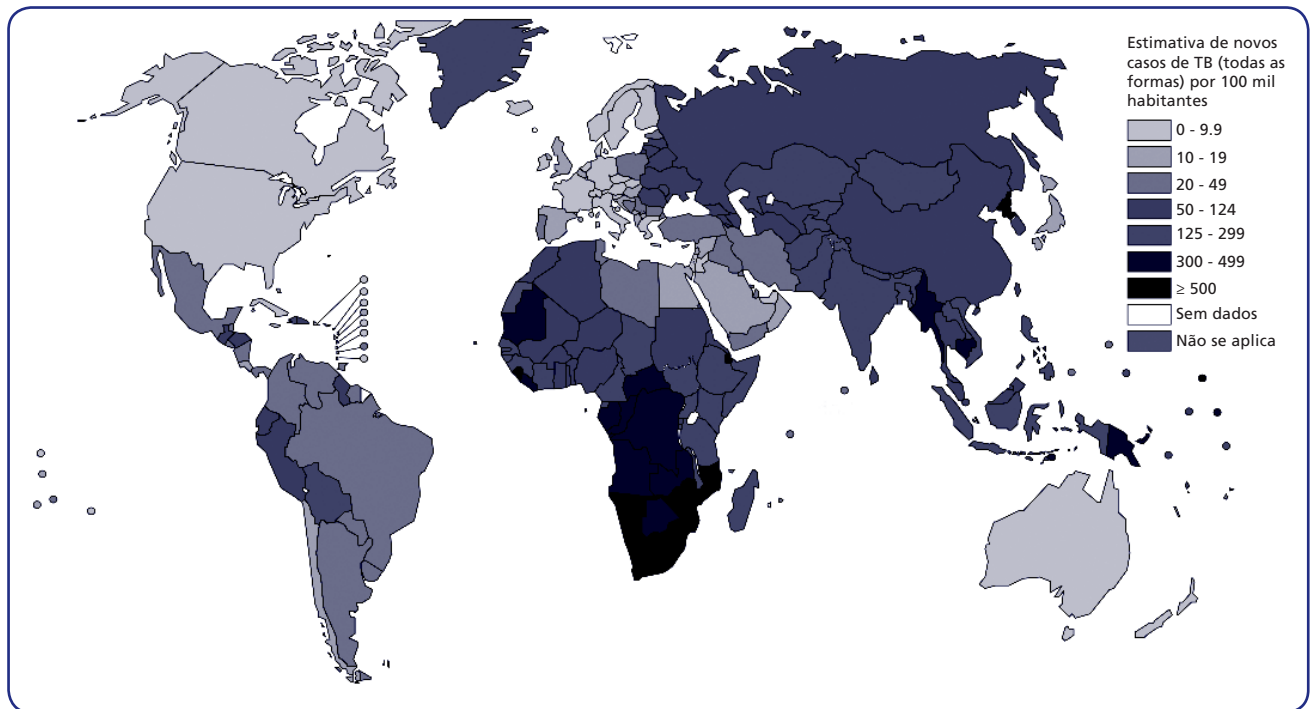 Estimativa de novos
casos de TB (todas as
formas) por 100 mil
habitantes
0 - 9.9
10 - 19
20 - 49
50 - 124
125 - 299
300 - 499
≥ 500
Sem dados
Não se aplica